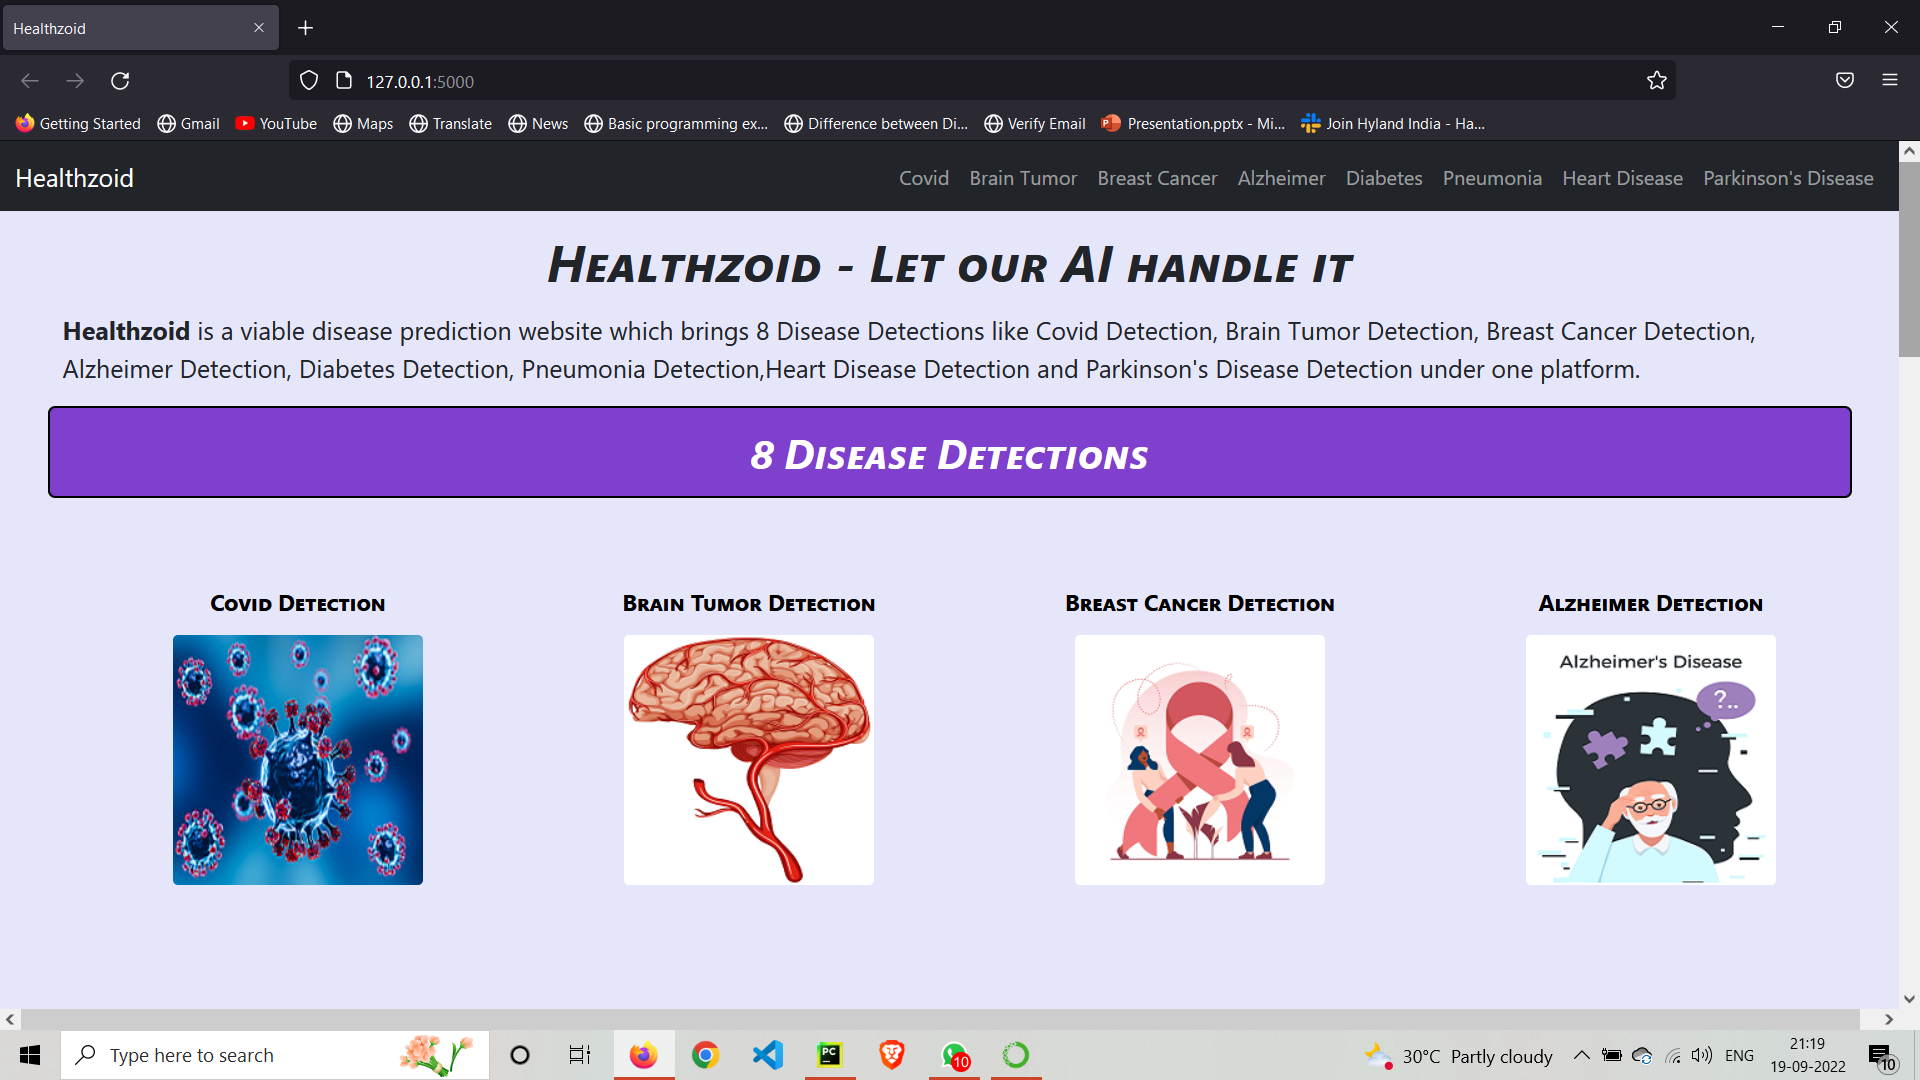 Healthzoid
127.0.0.1:5000
Getting Started Gmail YouTube Maps Translate News Basic programming ex... Difference between Di... Verify Email Presentation.pptx - Mi... Join Hyland India - Ha...
Healthzoid Covid Brain Tumor Breast Cancer Alzheimer Diabetes Pneumonia Heart Disease Parkinson's Disease
Healthzoid - Let our AI handle it
Healthzoid is a viable disease prediction website which brings 8 Disease Detections like Covid Detection, Brain Tumor Detection, Breast Cancer Detection,
Alzheimer Detection, Diabetes Detection, Pneumonia Detection,Heart Disease Detection and Parkinson's Disease Detection under one platform.
8 Disease Detections
Covid Detection Brain Tumor Detection Breast Cancer Detection Alzheimer Detection
Alzheimer's Disease
?..
Type here to search
PC
10
30°C Partly cloudy
ENG
21:19
19-09-2022
10